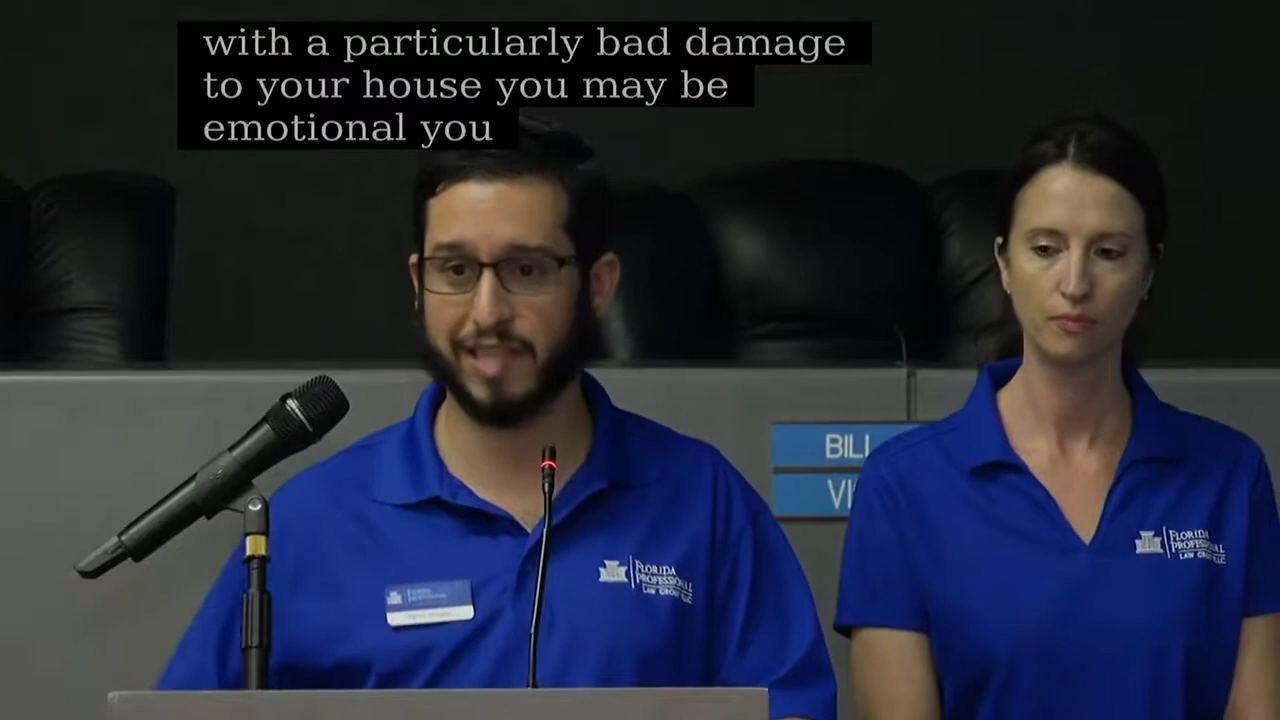 with a particularly bad damage
to your house you may be
emotional you
BILL
FLORIDA
PROFESSIONAL
LAW GROUP, LLC
FLORIDA
PROFESSIONAL
LAW GROUP, LLC